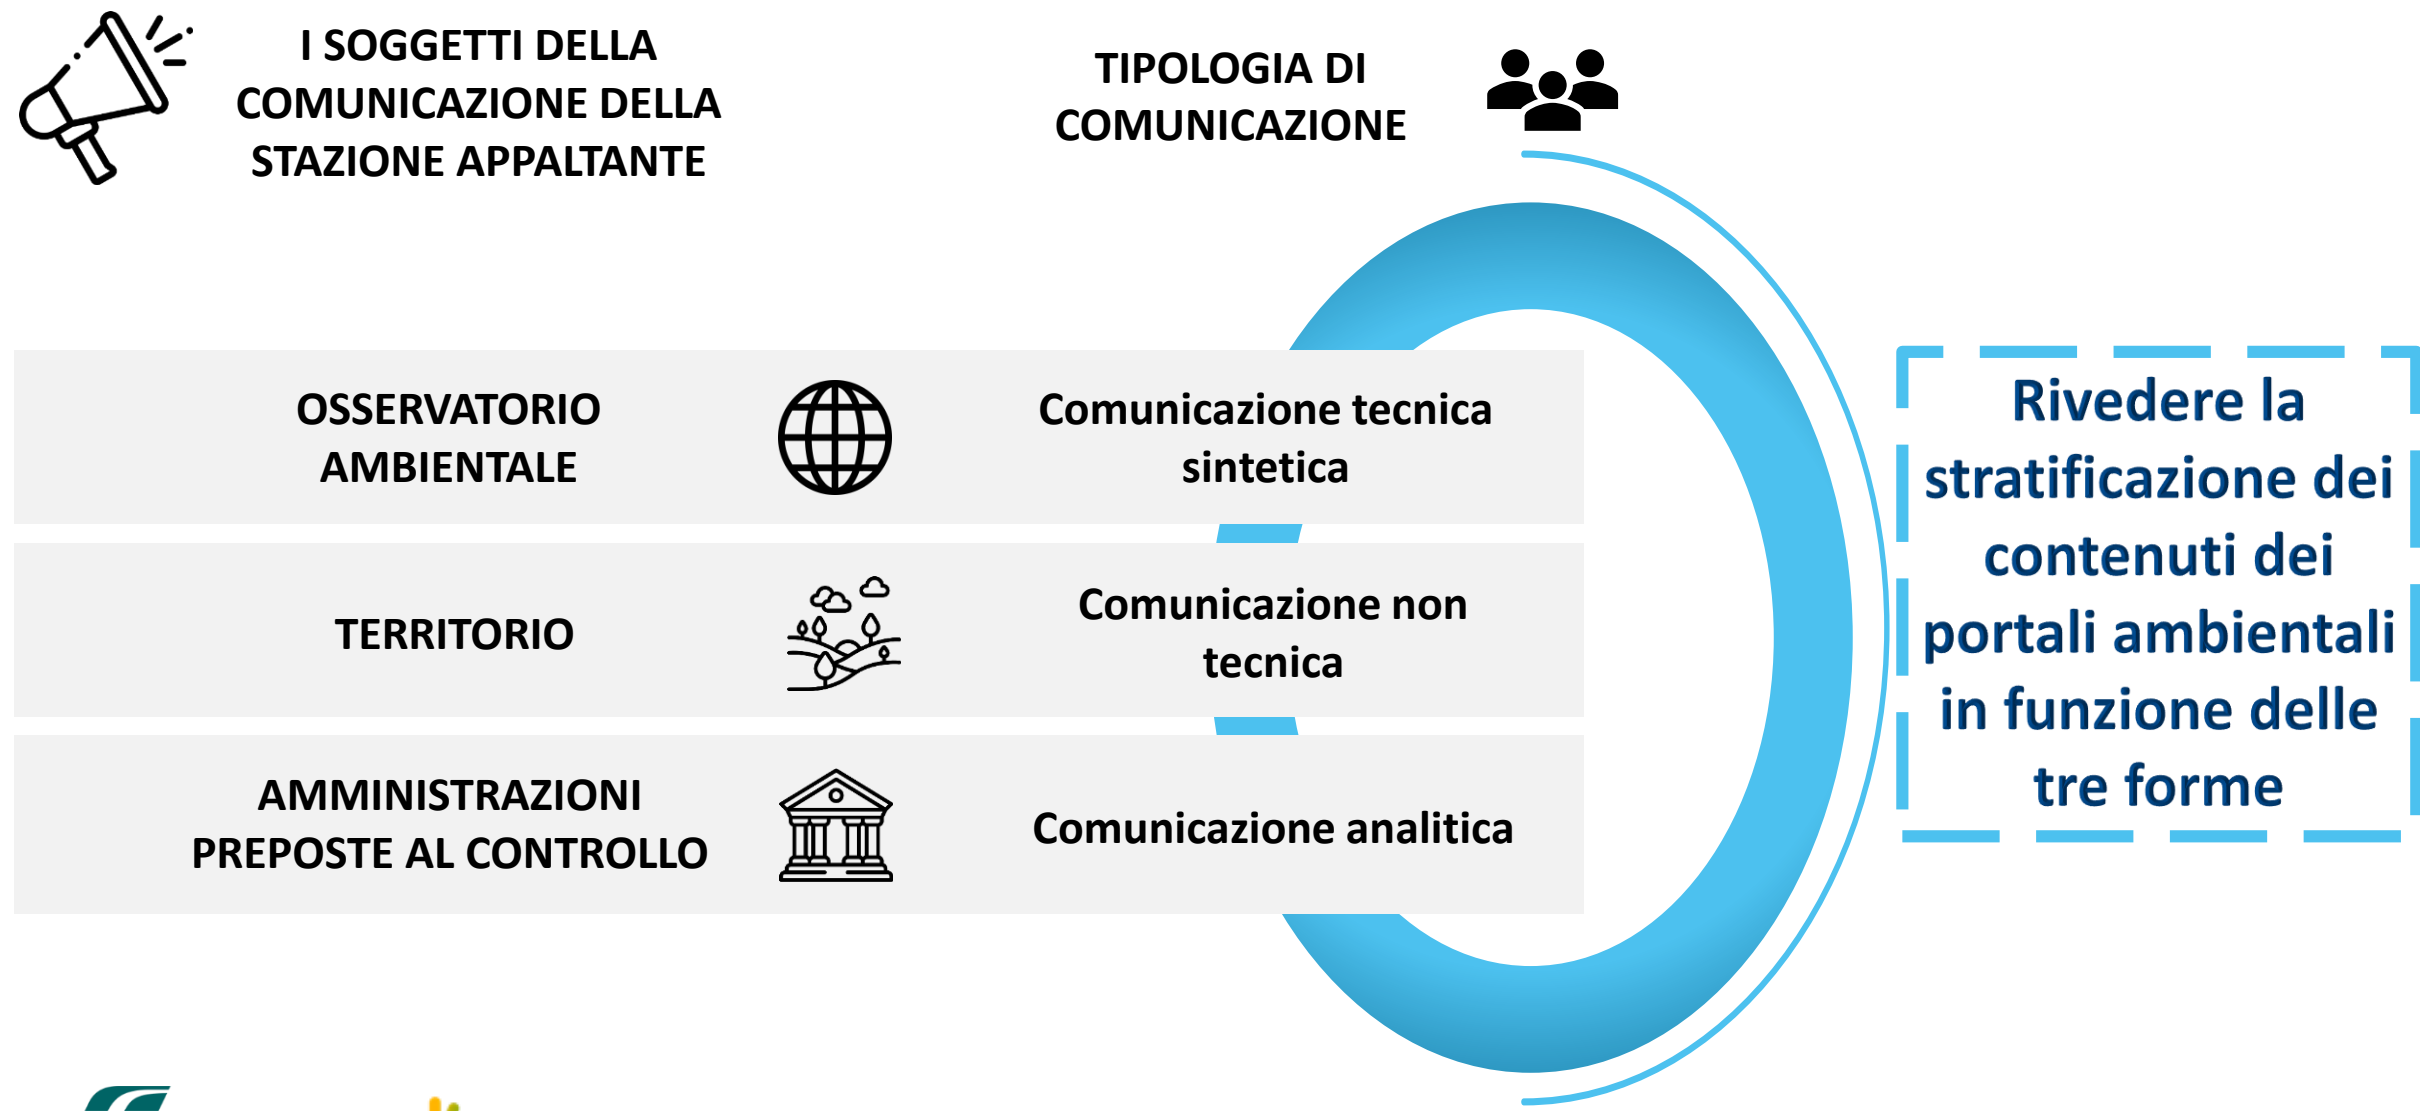 I SOGGETTI DELLA
COMUNICAZIONE DELLA
STAZIONE APPALTANTE
TIPOLOGIA DI
COMUNICAZIONE
OSSERVATORIO
AMBIENTALE
Comunicazione tecnica
sintetica
TERRITORIO
Comunicazione non
tecnica
AMMINISTRAZIONI
PREPOSTE AL CONTROLLO
Comunicazione analitica
Rivedere la
stratificazione dei
contenuti dei
portali ambientali
in funzione delle
tre forme